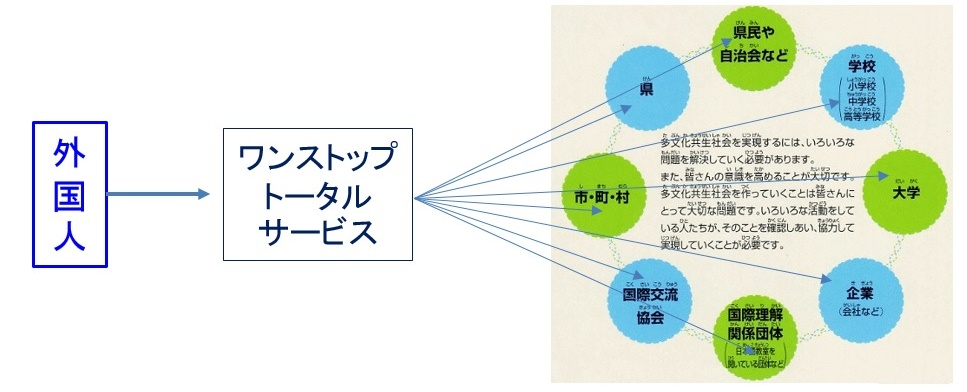 外国人
ワンストップ
トータル
サービス
県民や
自治会など
県
学校
小学校
中学校
高等学校
多文化共生社会を実現するには、いろいろな
問題を解決していく必要があります。
また、皆さんの意識を高めることが大切です。
多文化共生社会を作っていくことは皆さんに
とって大切な問題です。いろいろな活動をして
いる人たちが、そのことを確認しあい、協力して
実現していくことが必要です。
市・町・村
大学
国際交流
協会
企業
(会社など)
国際理解
関係団体
日本語教室を
開いている団体など